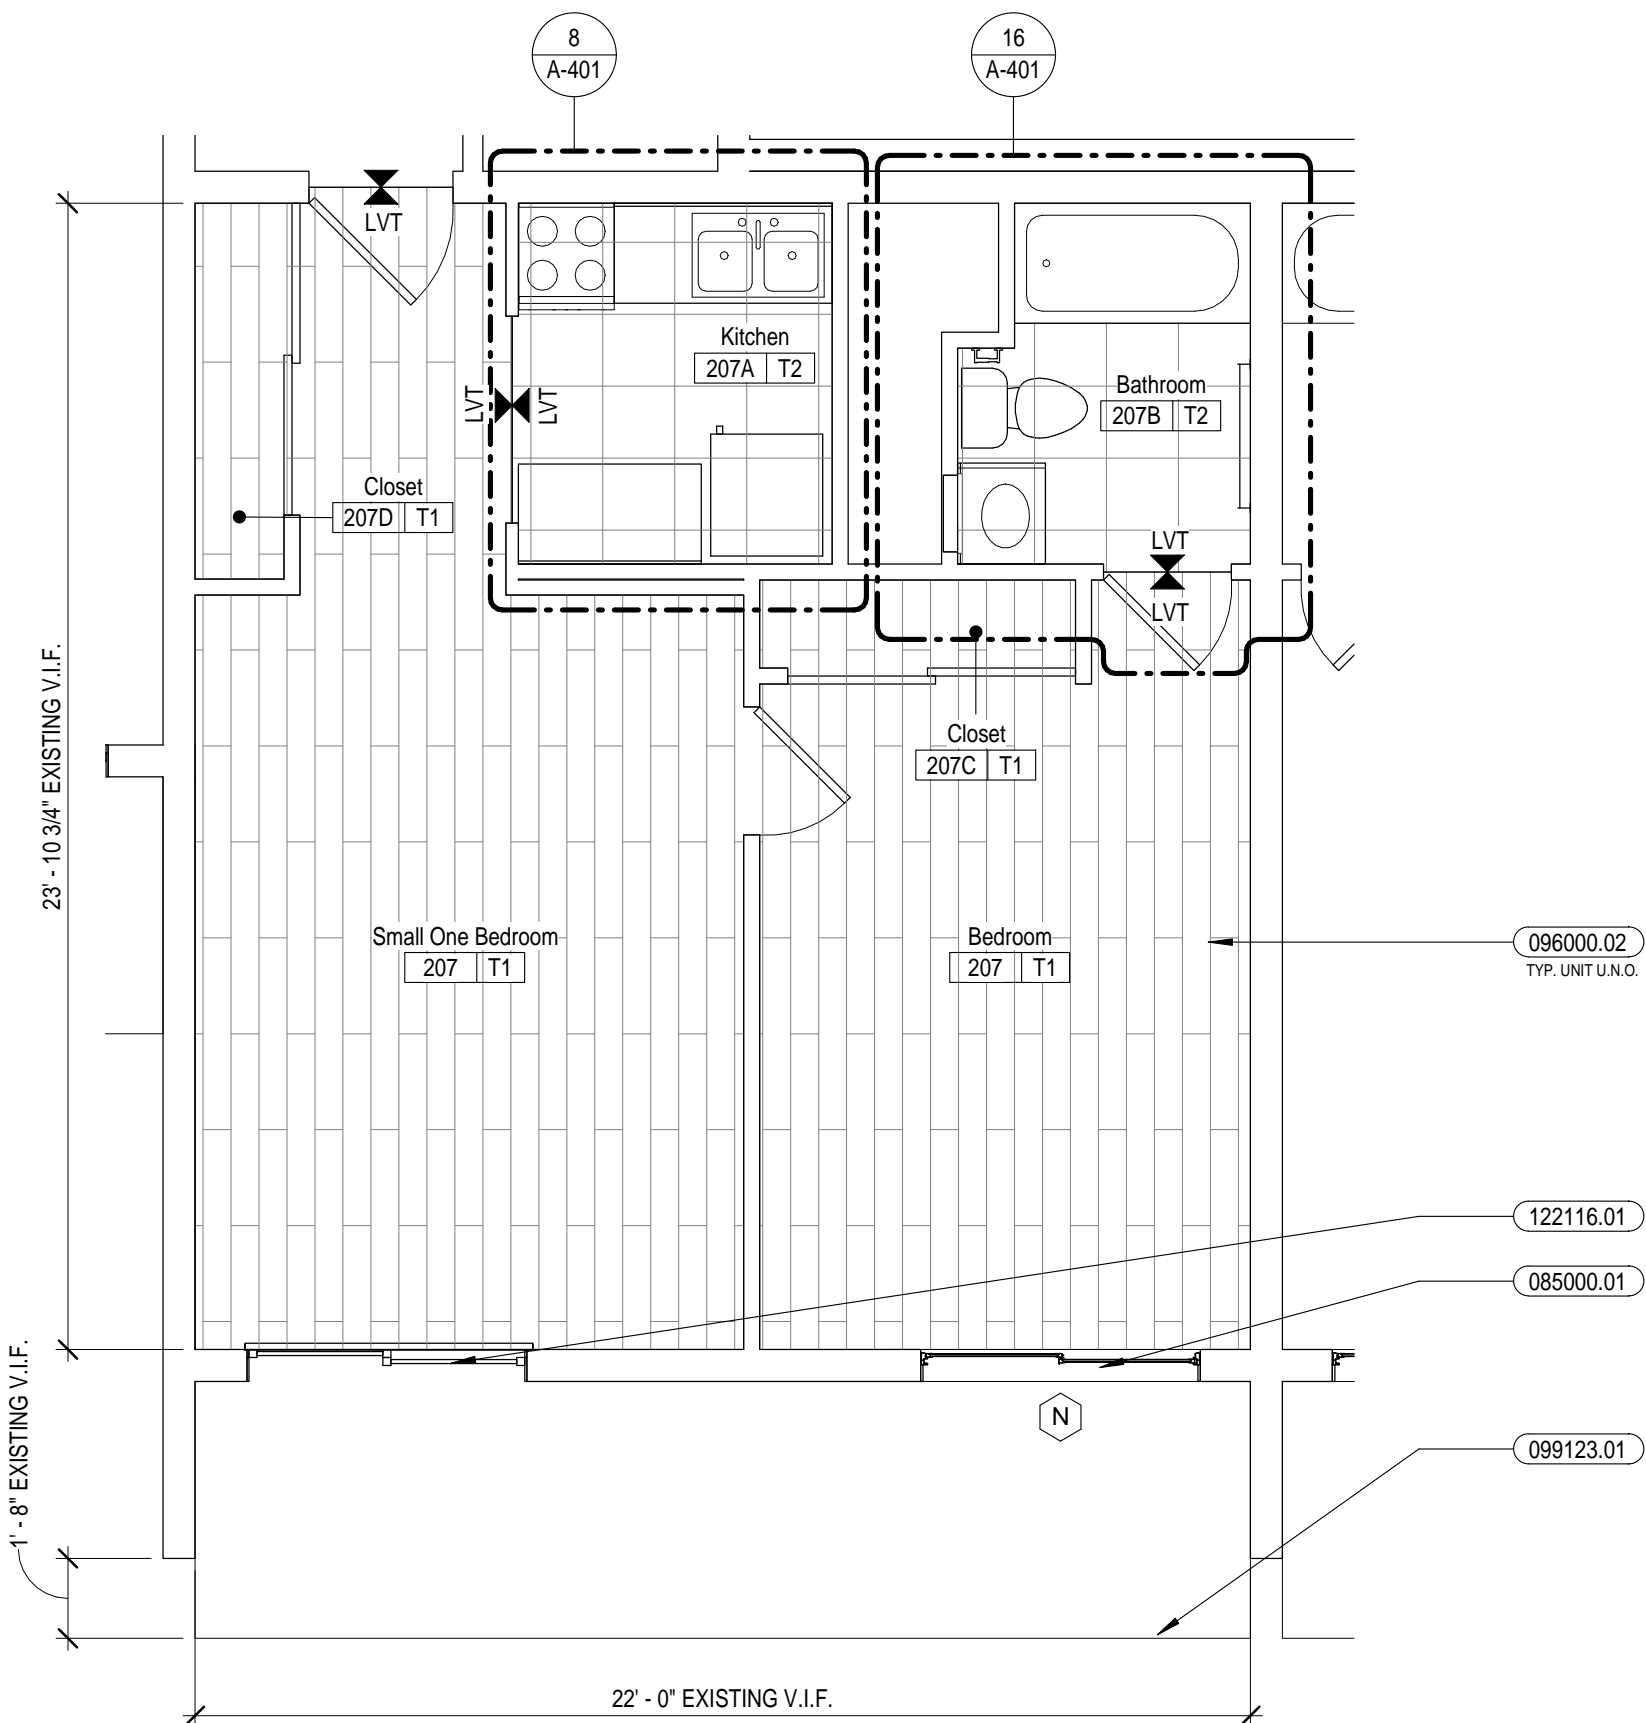 8
A-401
16
A-401
LVT
Kitchen
207A T2
LVT
LVT
Bathroom
207B T2
Closet
207D T1
LVT
LVT
Closet
207C T1
23' - 10 3/4" EXISTING V.I.F.
Small One Bedroom
207 T1
Bedroom
207 T1
096000.02
TYP. UNIT U.N.O.
122116.01
085000.01
1' - 8" EXISTING V.I.F.
N
099123.01
22' - 0" EXISTING V.I.F.